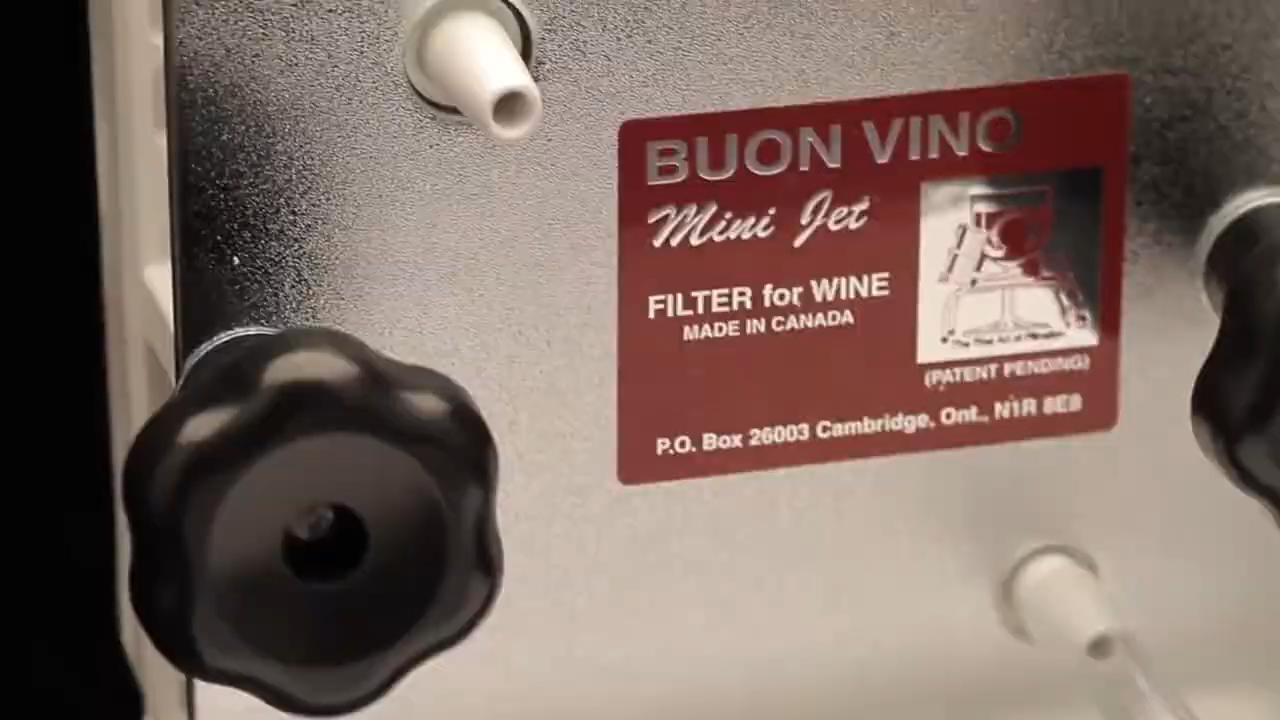 BUON VINO
Mini Jet
FILTER for WINE
MADE IN CANADA
(PATENT PENDING)
P.O. Box 26003 Cambridge, Ont., N1R 8E8